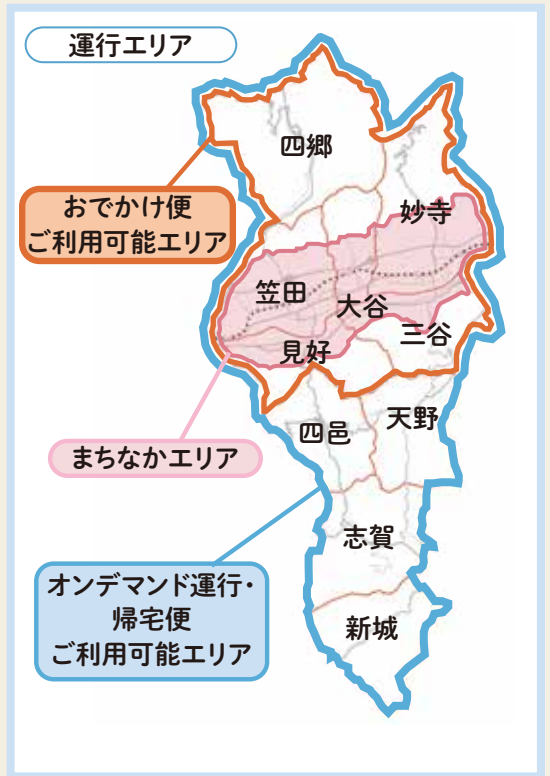 運行エリア
四郷
おでかけ便
ご利用可能エリア
妙寺
笠田
大谷
三谷
見好
四邑
天野
まちなかエリア
志賀
オンデマンド運行・
帰宅便
ご利用可能エリア
新城